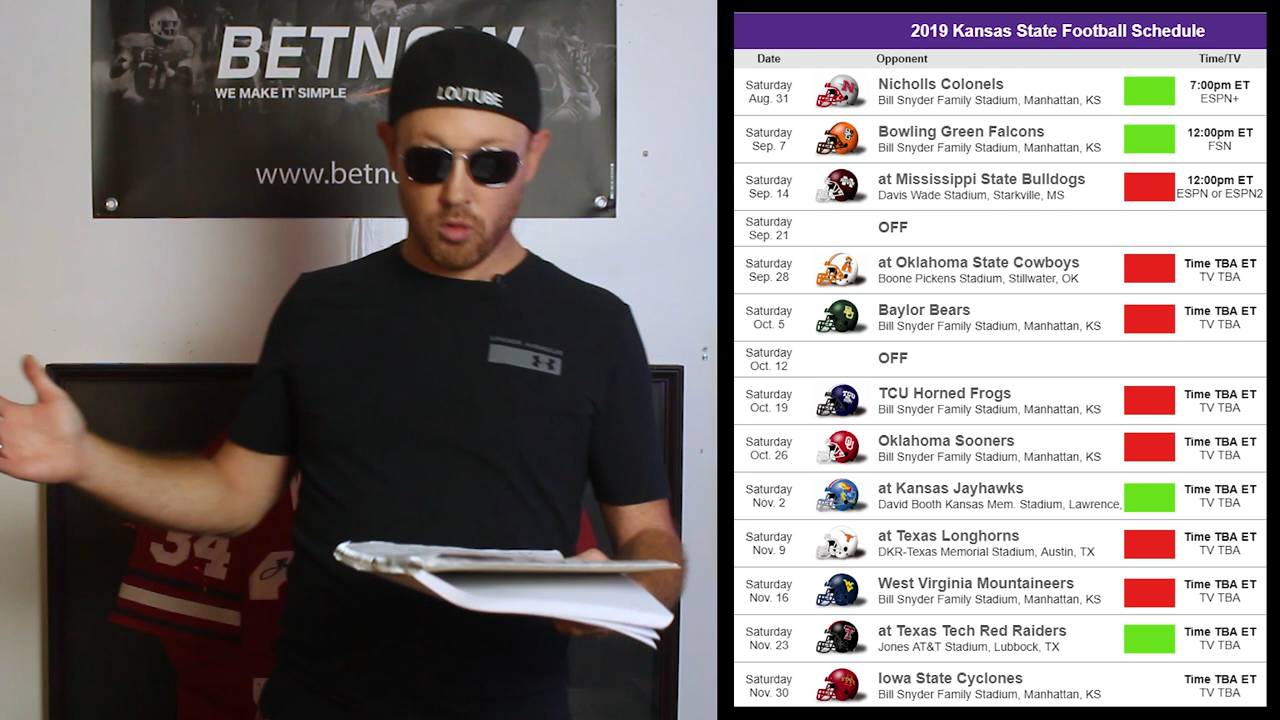 BETNOW
WE MAKE IT SIMPLE
LOUTUBE
UNDER ARMOUR
34
2019 Kansas State Football Schedule
Date Opponent Time/TV
Saturday Nicholls Colonels 7:00pm ET
Aug. 31 Bill Snyder Family Stadium, Manhattan, KS ESPN+
Saturday Bowling Green Falcons 12:00pm ET
Sep. 7 Bill Snyder Family Stadium, Manhattan, KS FSN
Saturday at Mississippi State Bulldogs 12:00pm ET
Sep. 14 Davis Wade Stadium, Starkville, MS ESPN or ESPN2
Saturday
Sep. 21 OFF
Saturday at Oklahoma State Cowboys Time TBA ET
Sep. 28 Boone Pickens Stadium, Stillwater, OK TV TBA
Saturday Baylor Bears Time TBA ET
Oct. 5 Bill Snyder Family Stadium, Manhattan, KS TV TBA
Saturday
Oct. 12 OFF
Saturday TCU Horned Frogs Time TBA ET
Oct. 19 Bill Snyder Family Stadium, Manhattan, KS TV TBA
Saturday Oklahoma Sooners Time TBA ET
Oct. 26 Bill Snyder Family Stadium, Manhattan, KS TV TBA
Saturday at Kansas Jayhawks Time TBA ET
Nov. 2 David Booth Kansas Mem. Stadium, Lawrence, TV TBA
Saturday at Texas Longhorns Time TBA ET
Nov. 9 DKR-Texas Memorial Stadium, Austin, TX TV TBA
Saturday West Virginia Mountaineers Time TBA ET
Nov. 16 Bill Snyder Family Stadium, Manhattan, KS TV TBA
Saturday at Texas Tech Red Raiders Time TBA ET
Nov. 23 Jones AT&T Stadium, Lubbock, TX TV TBA
Saturday Iowa State Cyclones Time TBA ET
Nov. 30 Bill Snyder Family Stadium, Manhattan, KS TV TBA